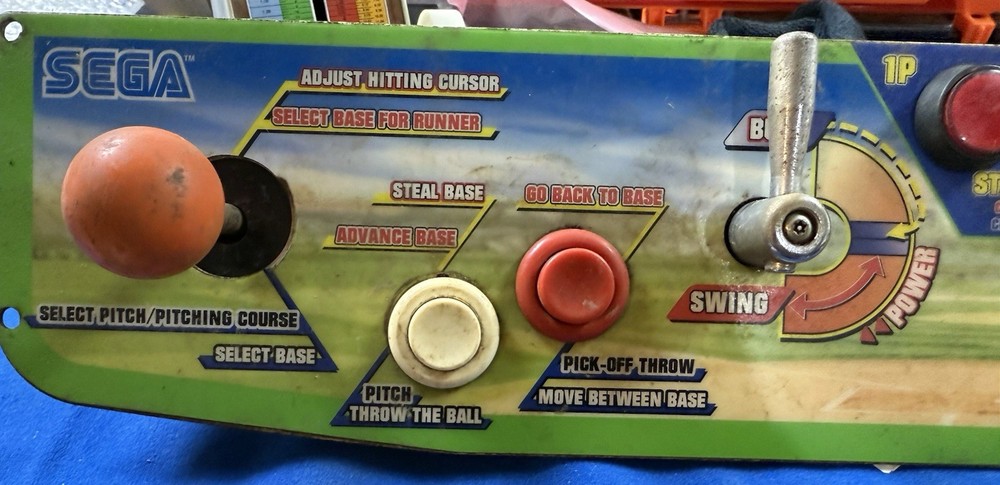 SEGA™
ADJUST HITTING CURSOR
SELECT BASE FOR RUNNER
STEAL BASE
ADVANCE BASE
GO BACK TO BASE
1P
SWING
POWER
SELECT PITCH/PITCHING COURSE
SELECT BASE
PITCH
THROW THE BALL
PICK-OFF THROW
MOVE BETWEEN BASE